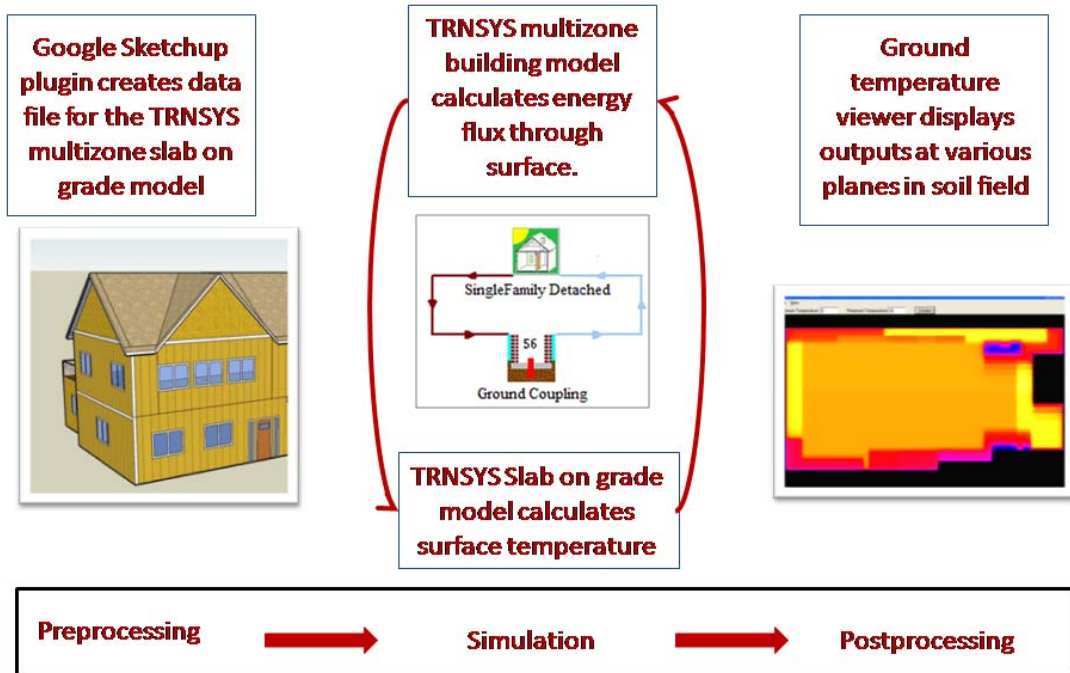 Google Sketchup
plugin creates data
file for the TRNSYS
multizone slab on
grade model
TRNSYS multizone
building model
calculates energy
flux through
surface.
Ground
temperature
viewer displays
outputs at various
planes in soil field
SingleFamily Detached
56
Ground Coupling
TRNSYS Slab on grade
model calculates
surface temperature
Preprocessing
Simulation
Postprocessing